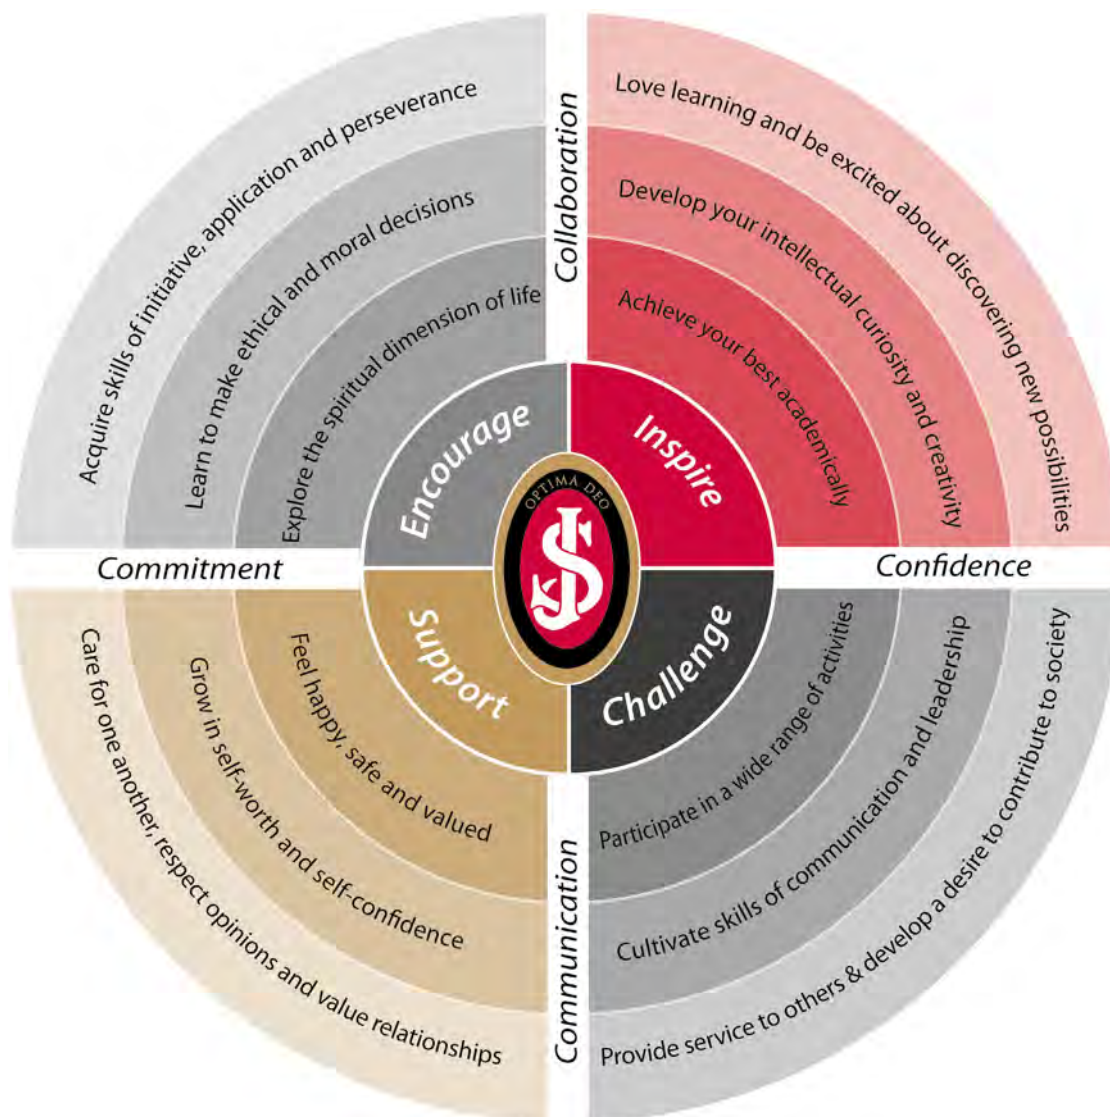 Acquire skills of initiative, application and perseverance
Learn to make ethical and moral decisions
Explore the spiritual dimension of life
Encourage
Collaboration
Love learning and be excited about discovering new possibilities
Develop your intellectual curiosity and creativity
Achieve your best academically
Inspire
Commitment
OPTIMA DEO
JS
Confidence
Support
Feel happy, safe and valued
Grow in self-worth and self-confidence
Care for one another, respect opinions and value relationships
Communication
Challenge
Participate in a wide range of activities
Cultivate skills of communication and leadership
Provide service to others & develop a desire to contribute to society